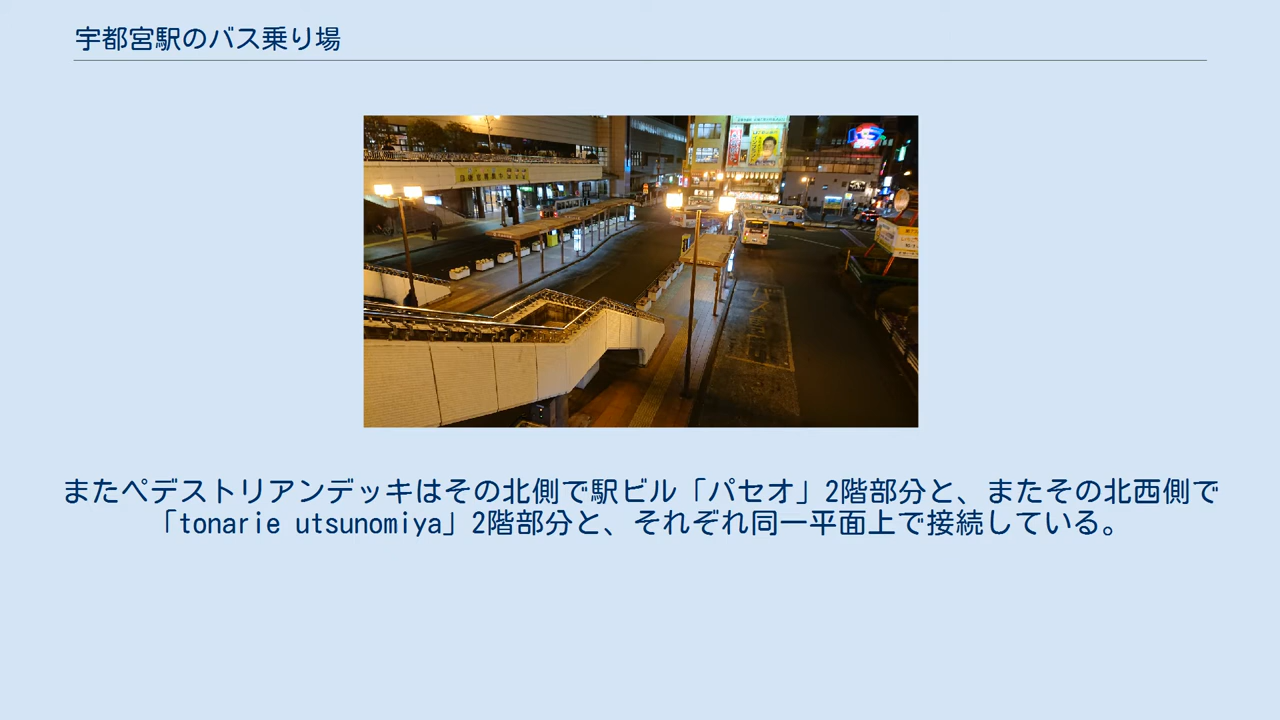 宇都宮駅のバス乗り場
またペデストリアンデッキはその北側で駅ビル「パセオ」2階部分と、またその北西側で
「tonarie utsunomiya」2階部分と、それぞれ同一平面上で接続している。